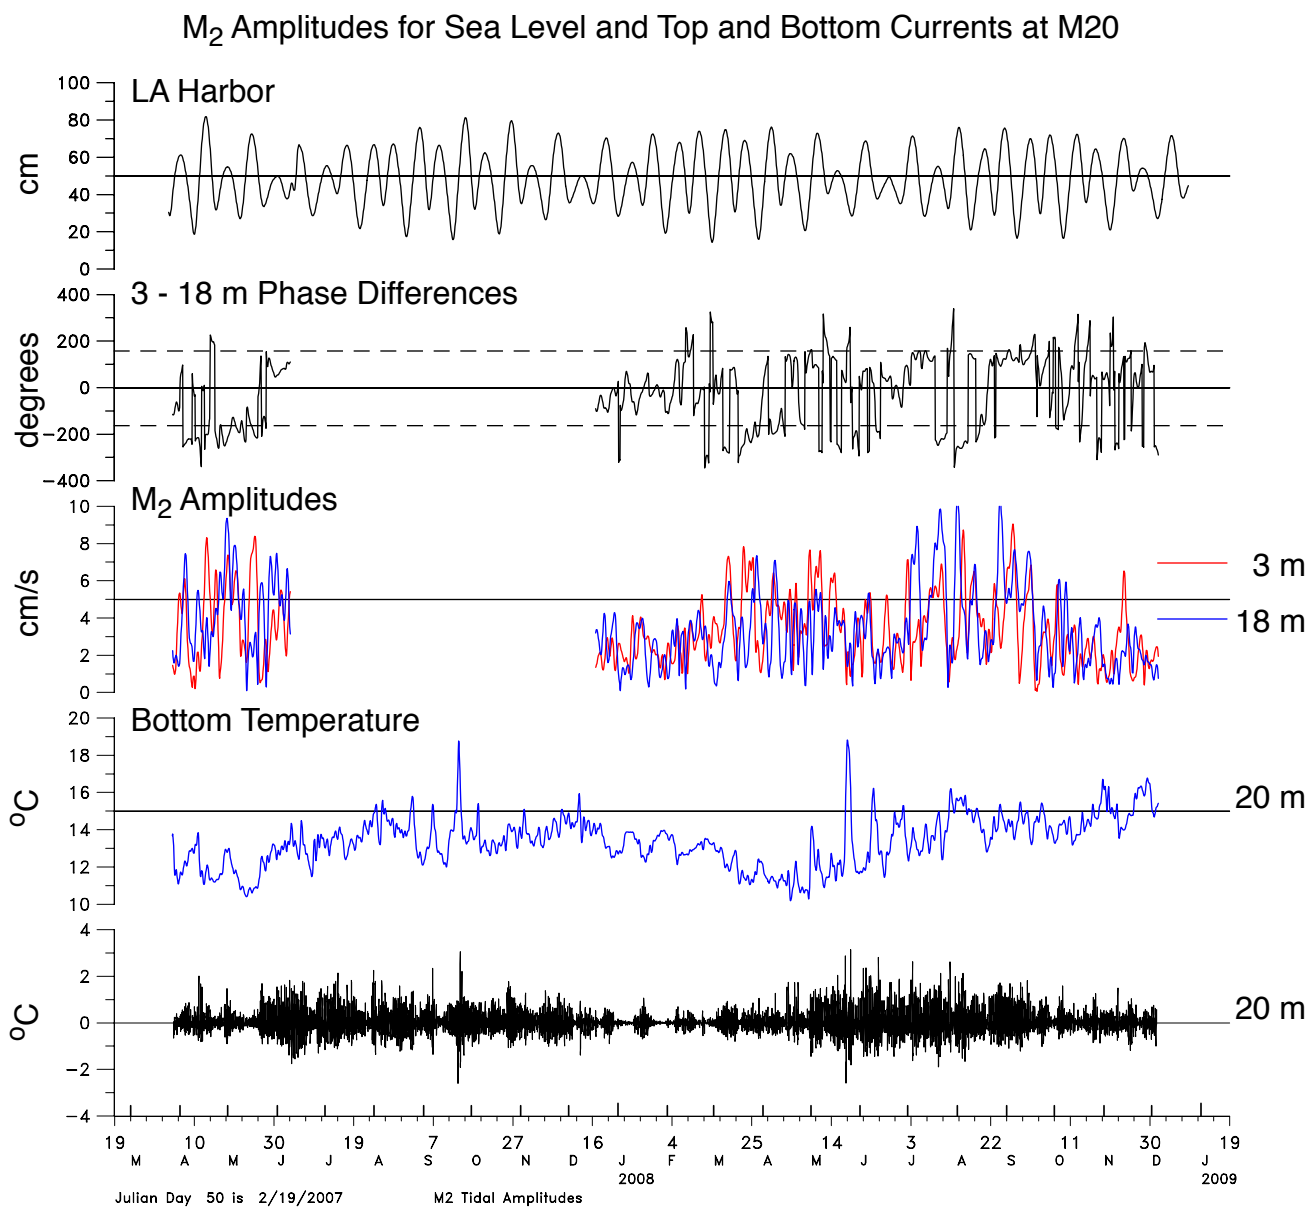 M2 Amplitudes for Sea Level and Top and Bottom Currents at M20
LA Harbor
100
80
60
40
20
0
cm
3 - 18 m Phase Differences
400
200
0
-200
-400
degrees
M2 Amplitudes
10
8
6
4
2
0
cm/s
3 m
18 m
Bottom Temperature
20
18
16
14
12
10
oC
20 m
4
2
0
-2
-4
oC
20 m
19 10 30 19 7 27 16 4 25 14 3 22 11 30 19
M A M J J A S O N D J F M A M J J A S O N D J
2008 2009
Julian Day 50 is 2/19/2007 M2 Tidal Amplitudes